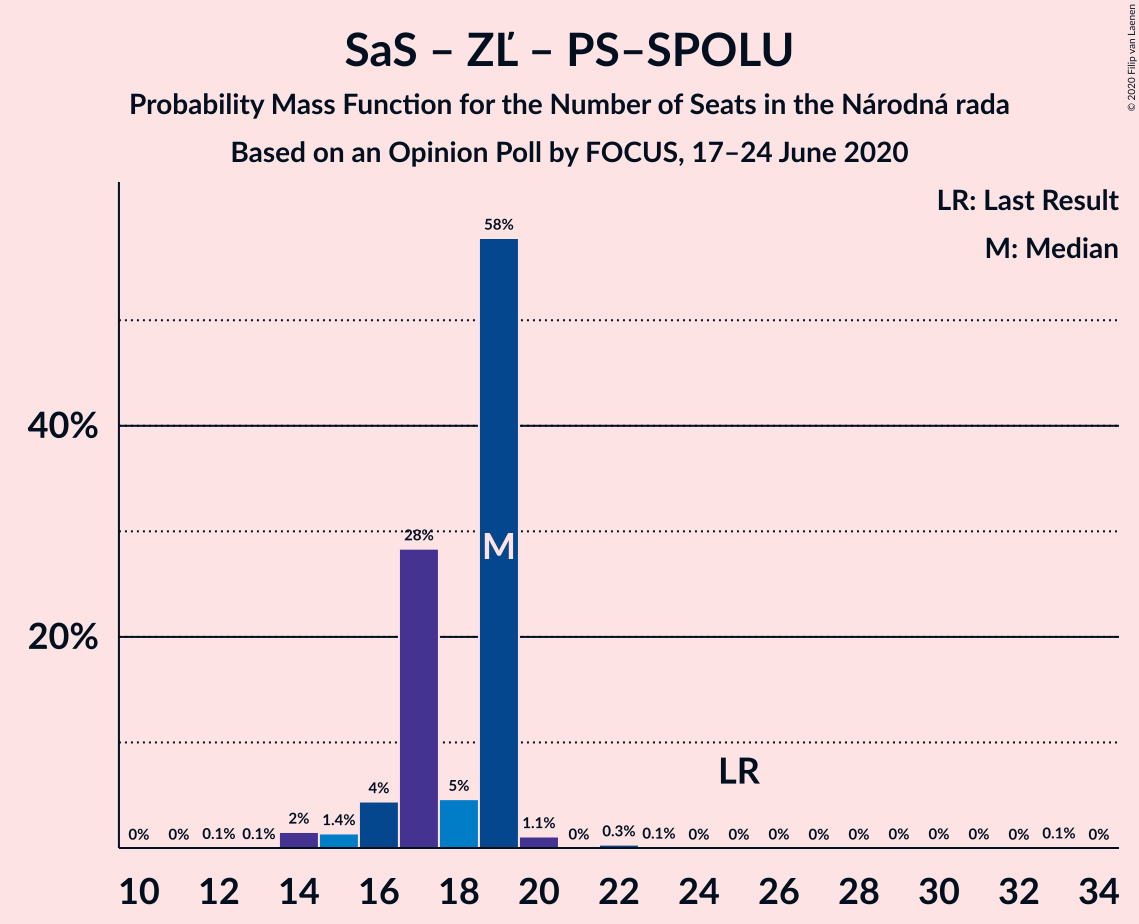 SaS – ZĽ – PS–SPOLU
Probability Mass Function for the Number of Seats in the Národná rada
Based on an Opinion Poll by FOCUS, 17–24 June 2020
© 2020 Filip van Laenen
LR: Last Result
M: Median
58%
40%
28%
M
20%
LR
0% 0% 0.1% 0.1% 2% 1.4% 4% 5% 1.1% 0% 0.3% 0.1% 0% 0% 0% 0% 0% 0% 0% 0% 0% 0.1% 0%
10 12 14 16 18 20 22 24 26 28 30 32 34